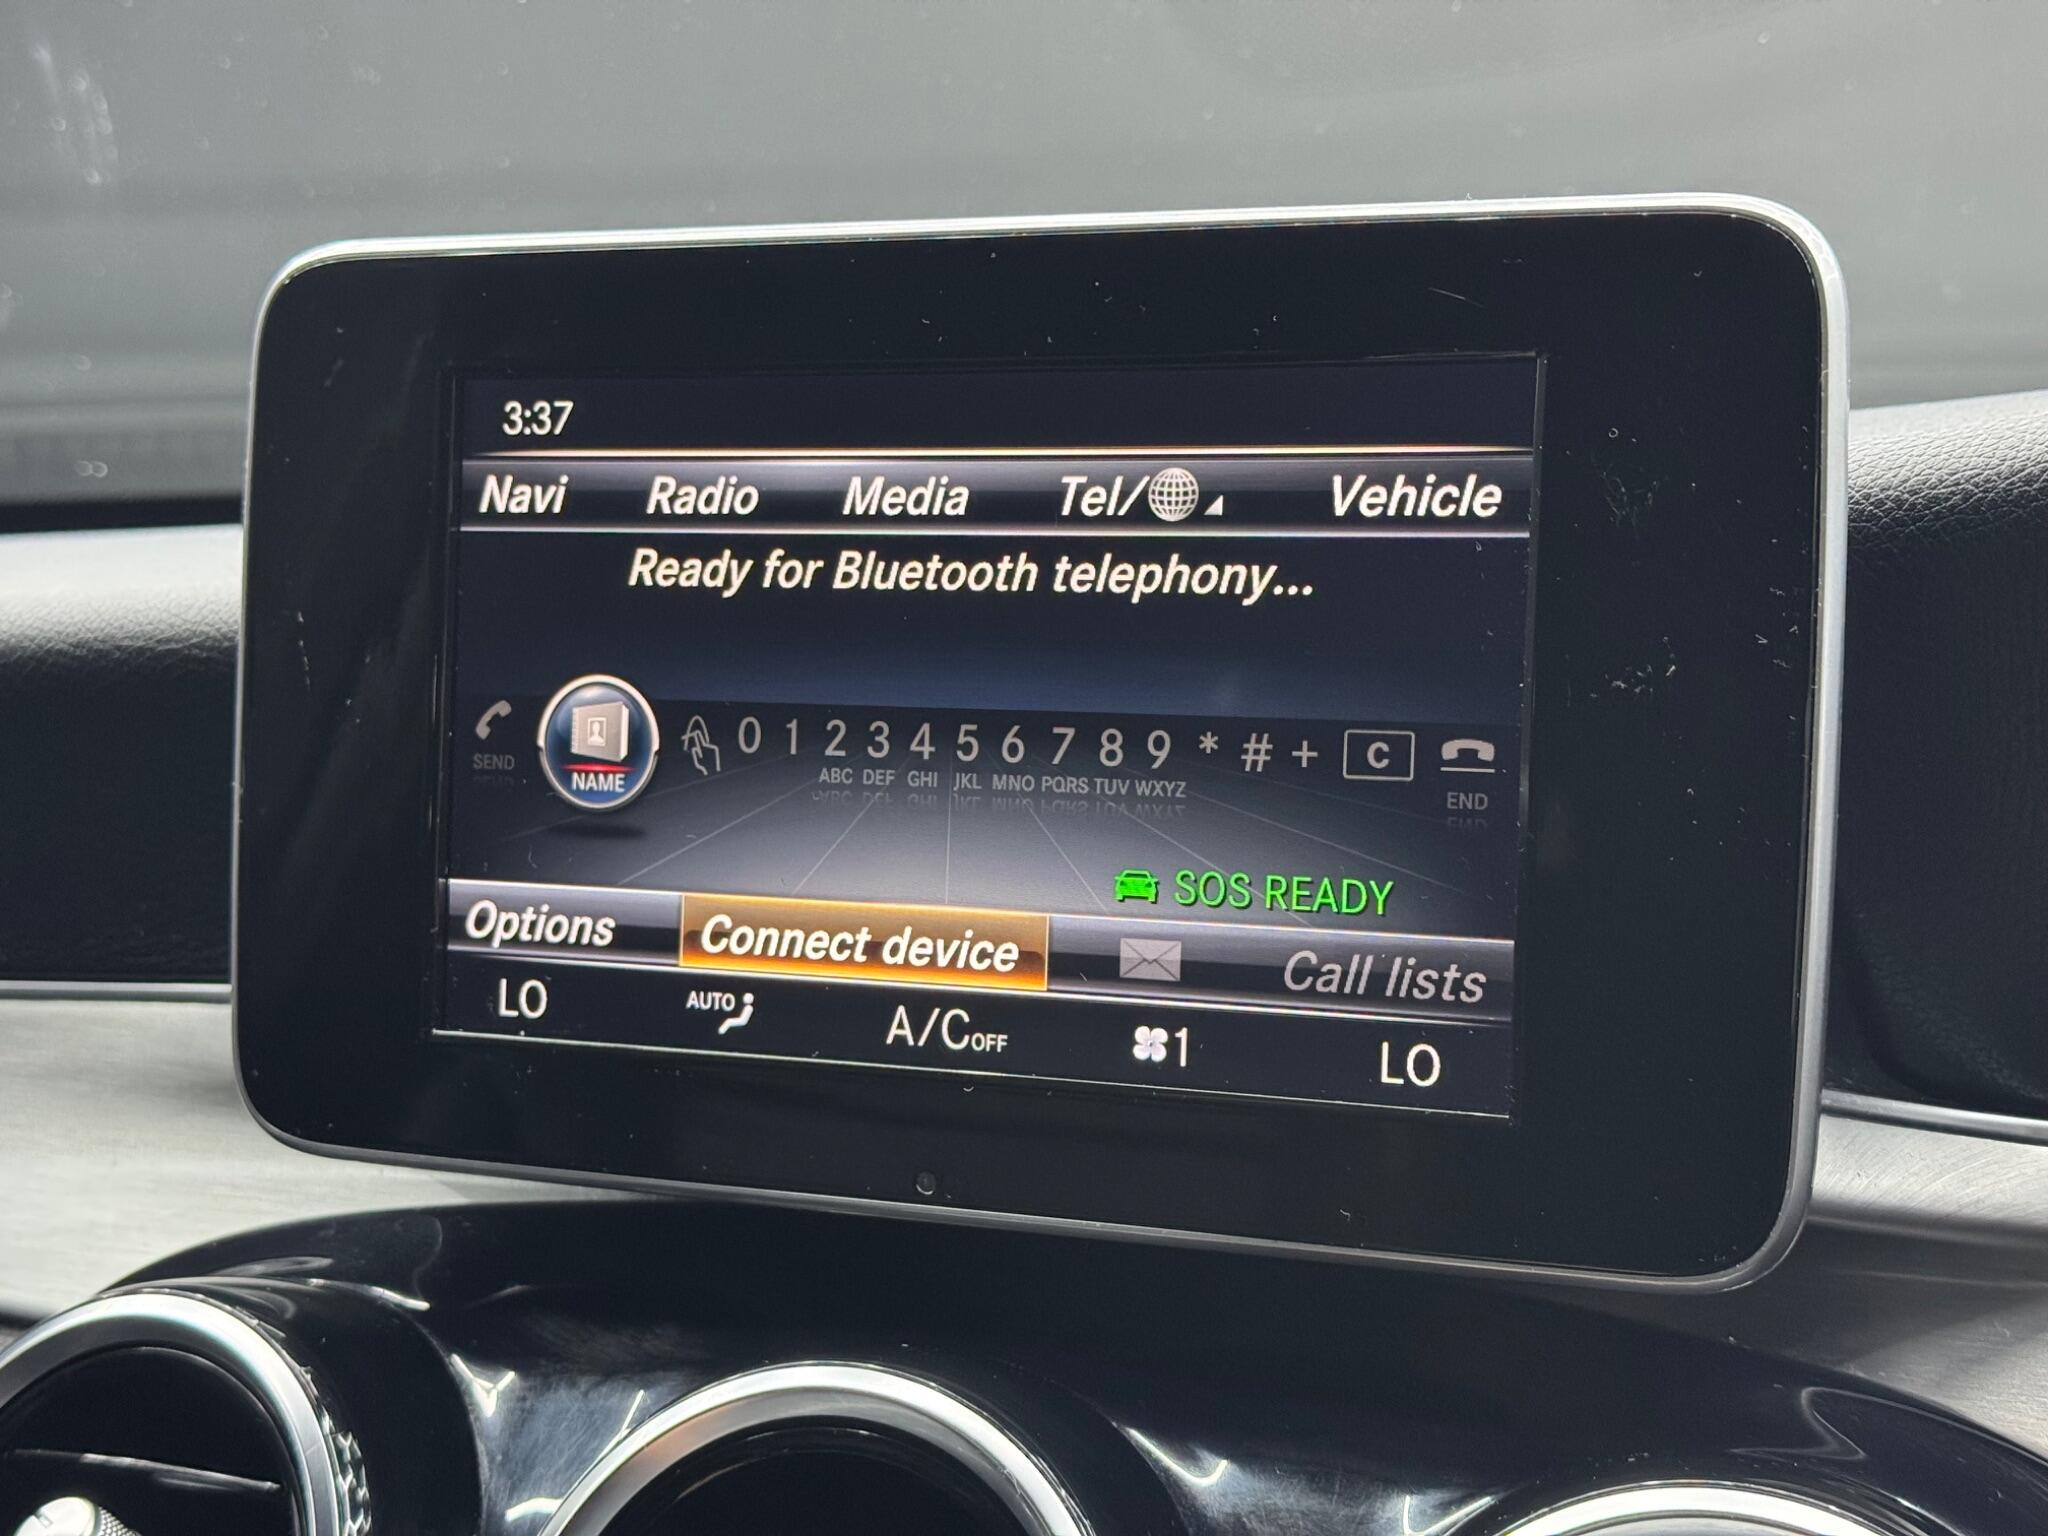 3:37
Navi Radio Media Tel/ Vehicle
Ready for Bluetooth telephony...
0 1 2 3 4 5 6 7 8 9 * # + C
SEND NAME ABC DEF GHI JKL MNO PQRS TUV WXYZ END
SOS READY
Options Connect device Call lists
LO AUTO A/C OFF 1 LO